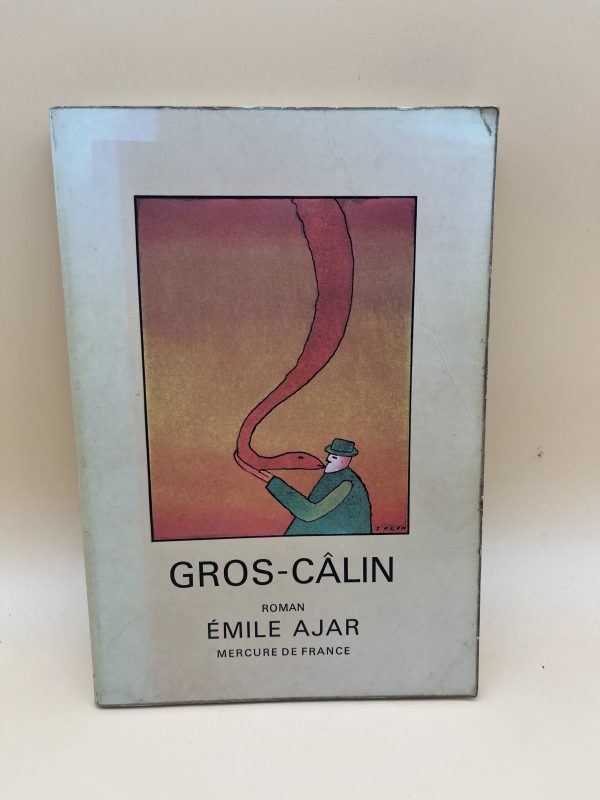 GROS-CÂLIN
ROMAN
ÉMILE AJAR
MERCURE DE FRANCE